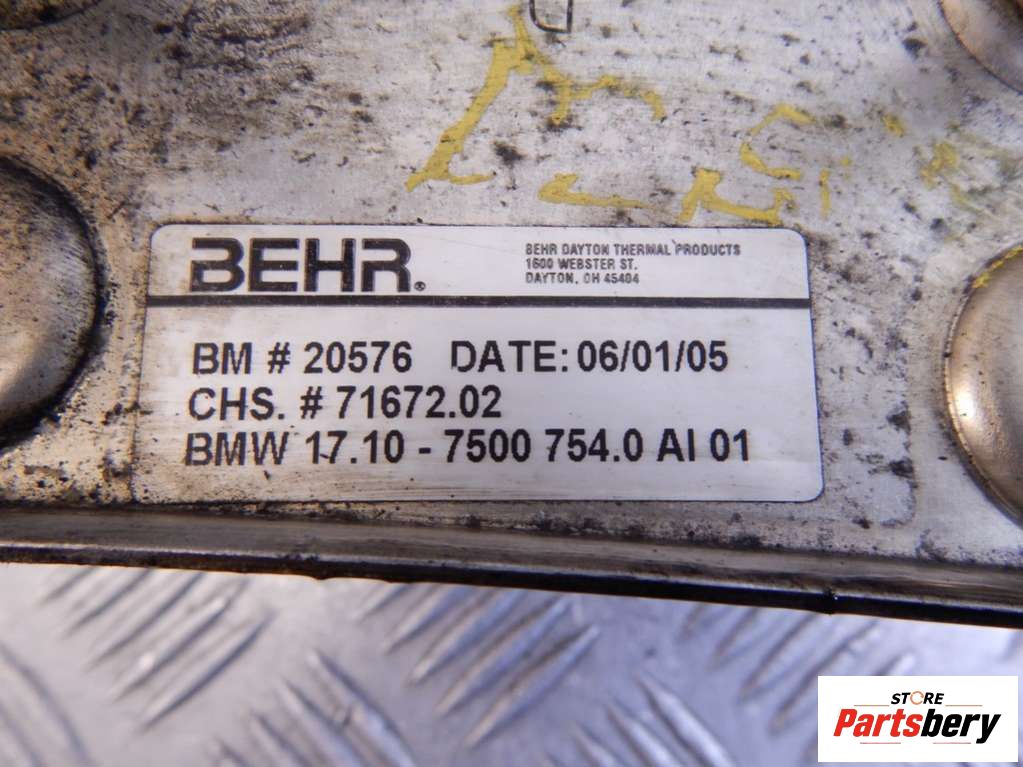 BEHR®
BEHR DAYTON THERMAL PRODUCTS
1600 WEBSTER ST.
DAYTON, OH 45404
BM # 20576 DATE: 06/01/05
CHS. # 71672.02
BMW 17.10 - 7500 754.0 AI 01
STORE
Partsbery